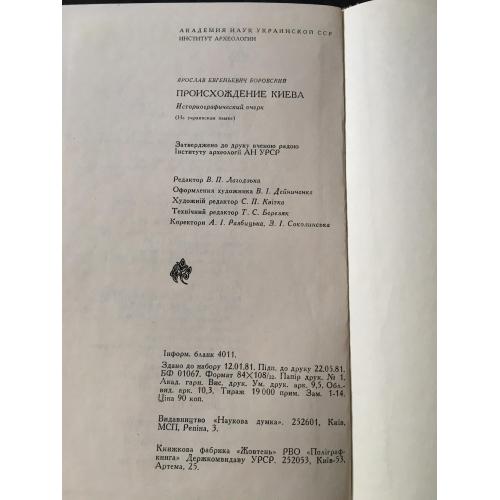 АКАДЕМИЯ НАУК УКРАИНСКОЙ ССР
ИНСТИТУТ АРХЕОЛОГИИ
ЯРОСЛАВ ЕВГЕНЬЕВИЧ БОРОВСКИЙ
ПРОИСХОЖДЕНИЕ КИЕВА
Историографический очерк
(На украинском языке)
Затверджено до друку вченою радою
Інституту археології АН УРСР
Редактор В. П. Лагодзька
Оформлення художника В. І. Дейниченка
Художній редактор С. П. Квітка
Технічний редактор Т. С. Березяк
Коректори А. І. Раябицька, З. І. Соколинська
Інформ. бланк 4011.
Здано до набору 12.01.81. Підп. до друку 22.05.81.
БФ 01067. Формат 84×108/32. Папір друк. № 1,
Акад. гарн. Вис. друк. Ум. друк. арк. 9,5, Обл.-
вид. арк. 10,3. Тираж 19 000 прим. Зам. 1-14.
Ціна 90 коп.
Видавництво «Наукова думка». 252601, Київ,
МСП, Репіна, 3.
Книжкова фабрика «Жовтень» РВО «Поліграф-
книга» Держкомвидаву УРСР. 252053, Київ-53,
Артема, 25.